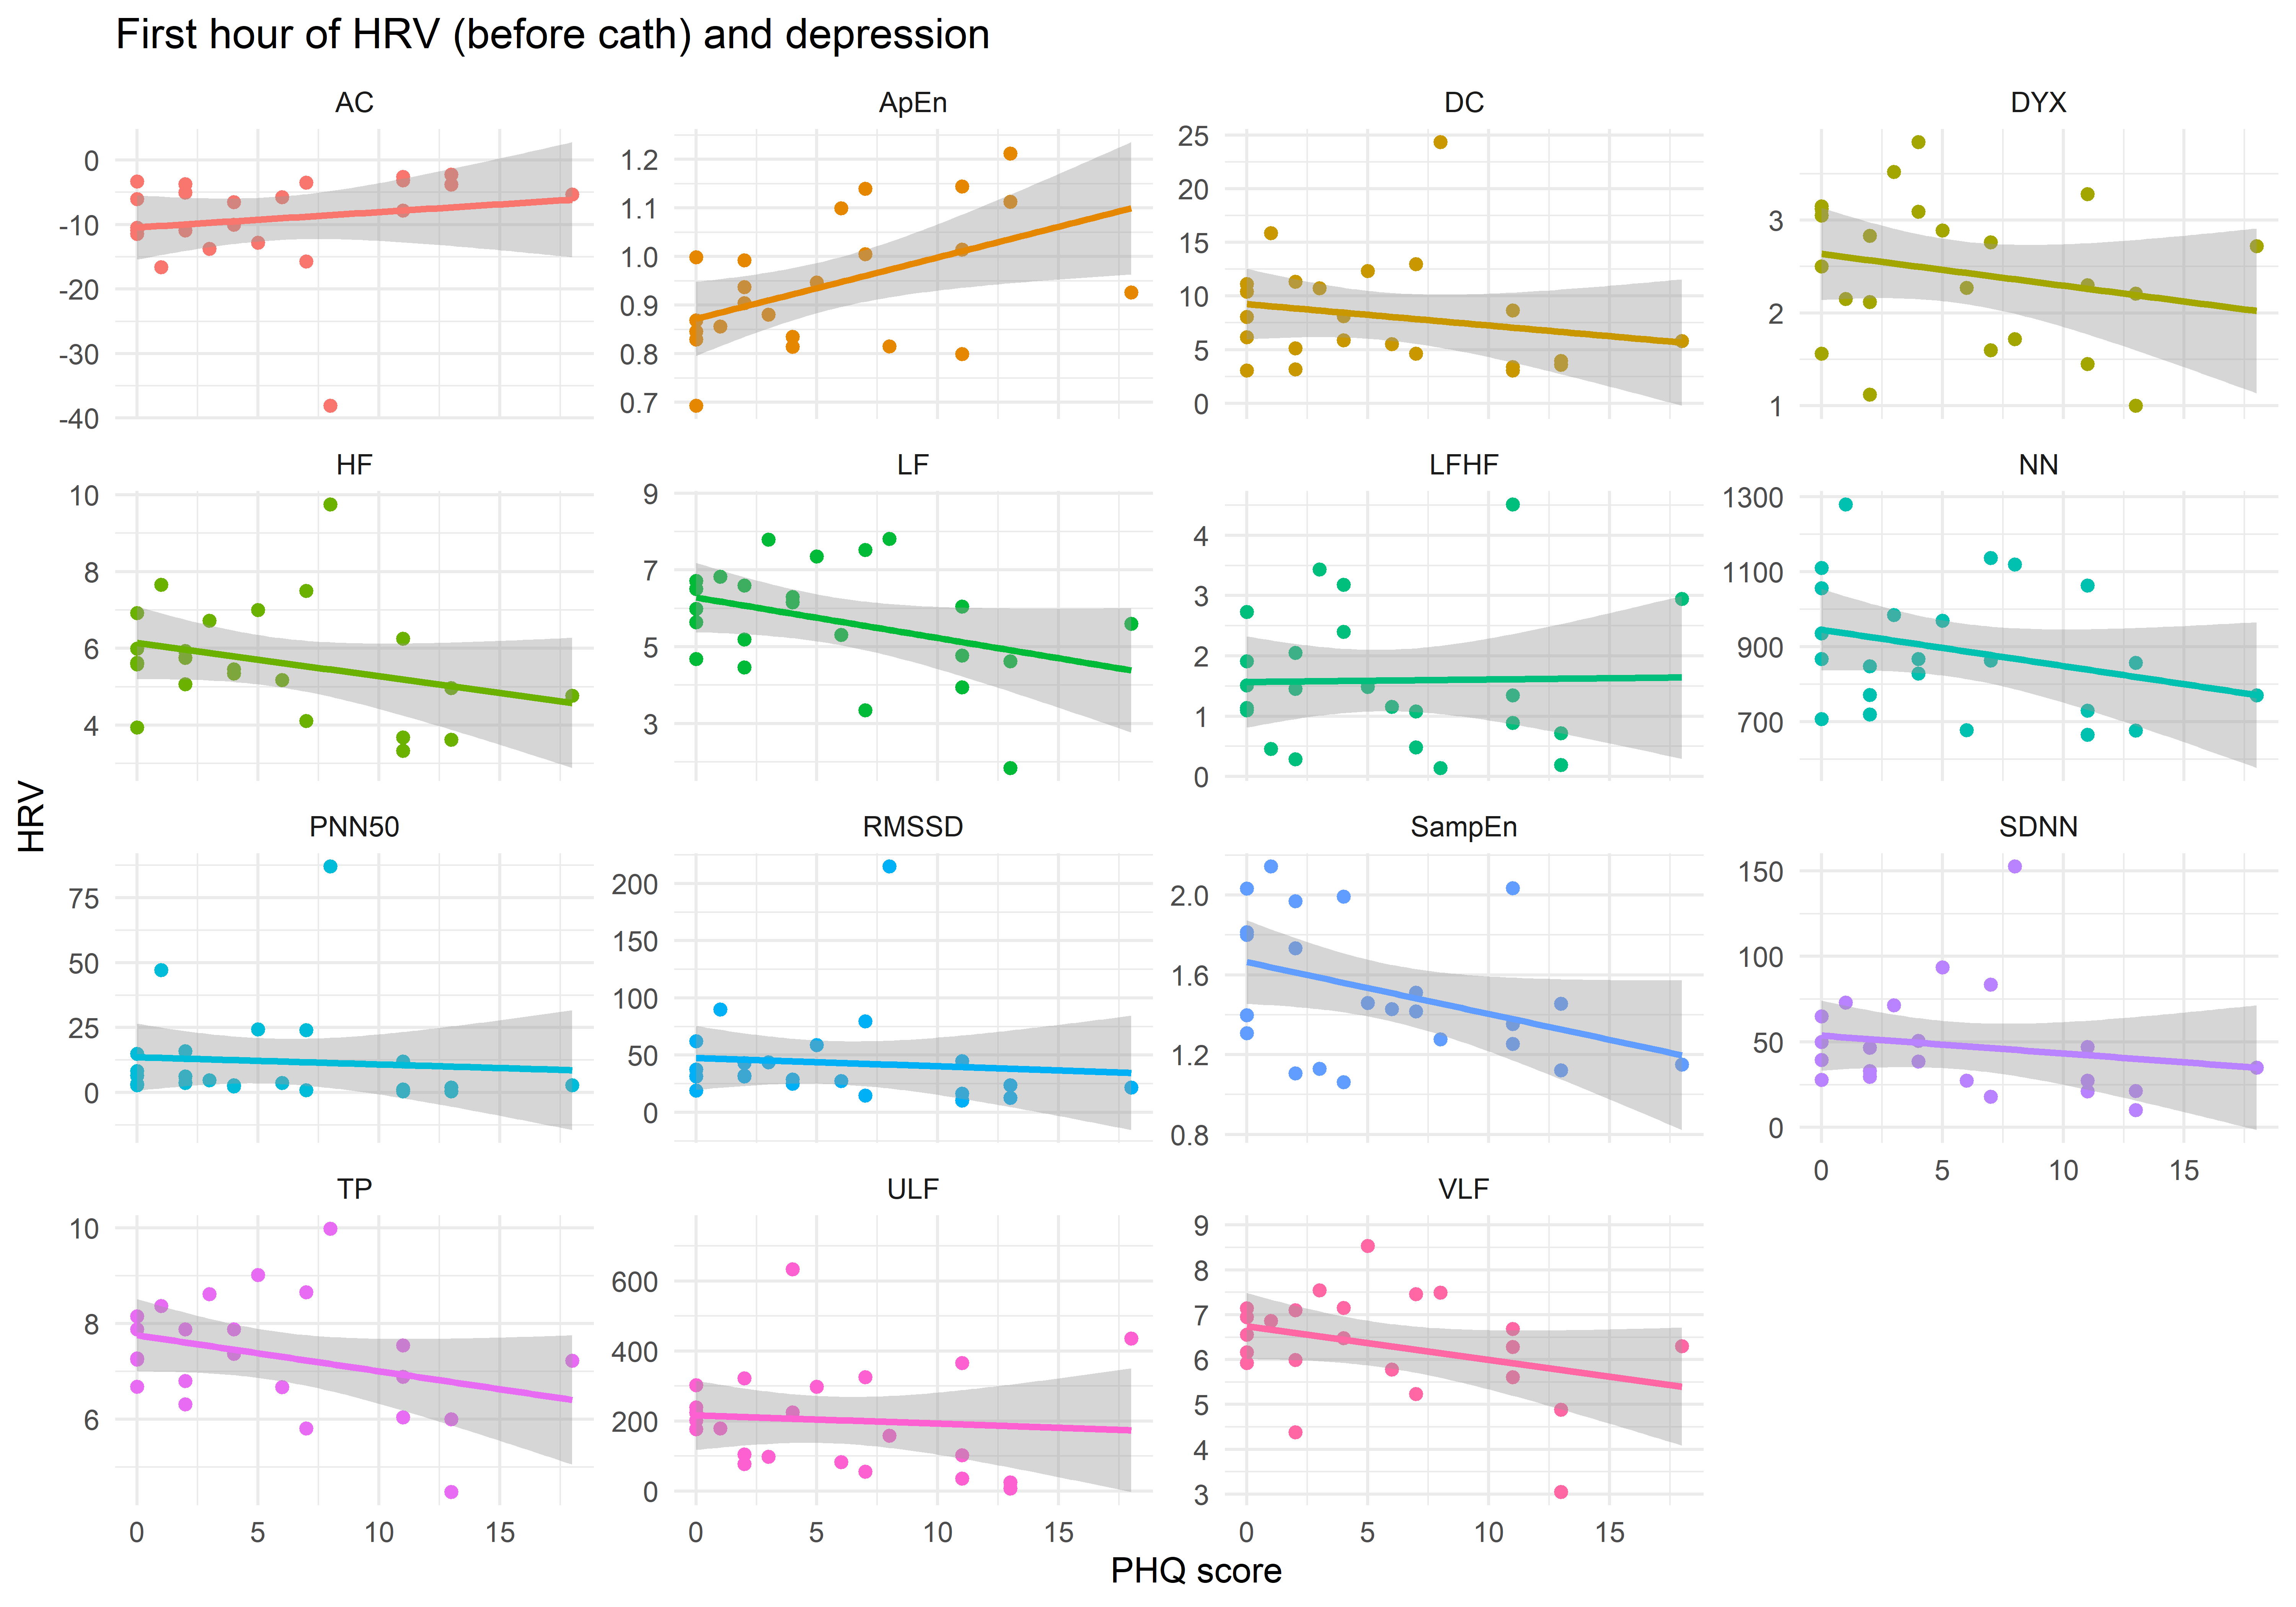 First hour of HRV (before cath) and depression
AC ApEn DC DYX
0 -10 -20 -30 -40
1.2 1.1 1.0 0.9 0.8 0.7
25 20 15 10 5 0
3 2 1
HF LF LFHF NN
10 8 6 4
9 7 5 3
4 3 2 1 0
1300 1100 900 700
HRV
PNN50 RMSSD SampEn SDNN
75 50 25 0
200 150 100 50 0
2.0 1.6 1.2 0.8
150 100 50 0
0 5 10 15
TP ULF VLF
10 8 6
600 400 200 0
9 8 7 6 5 4 3
0 5 10 15 0 5 10 15 0 5 10 15
PHQ score